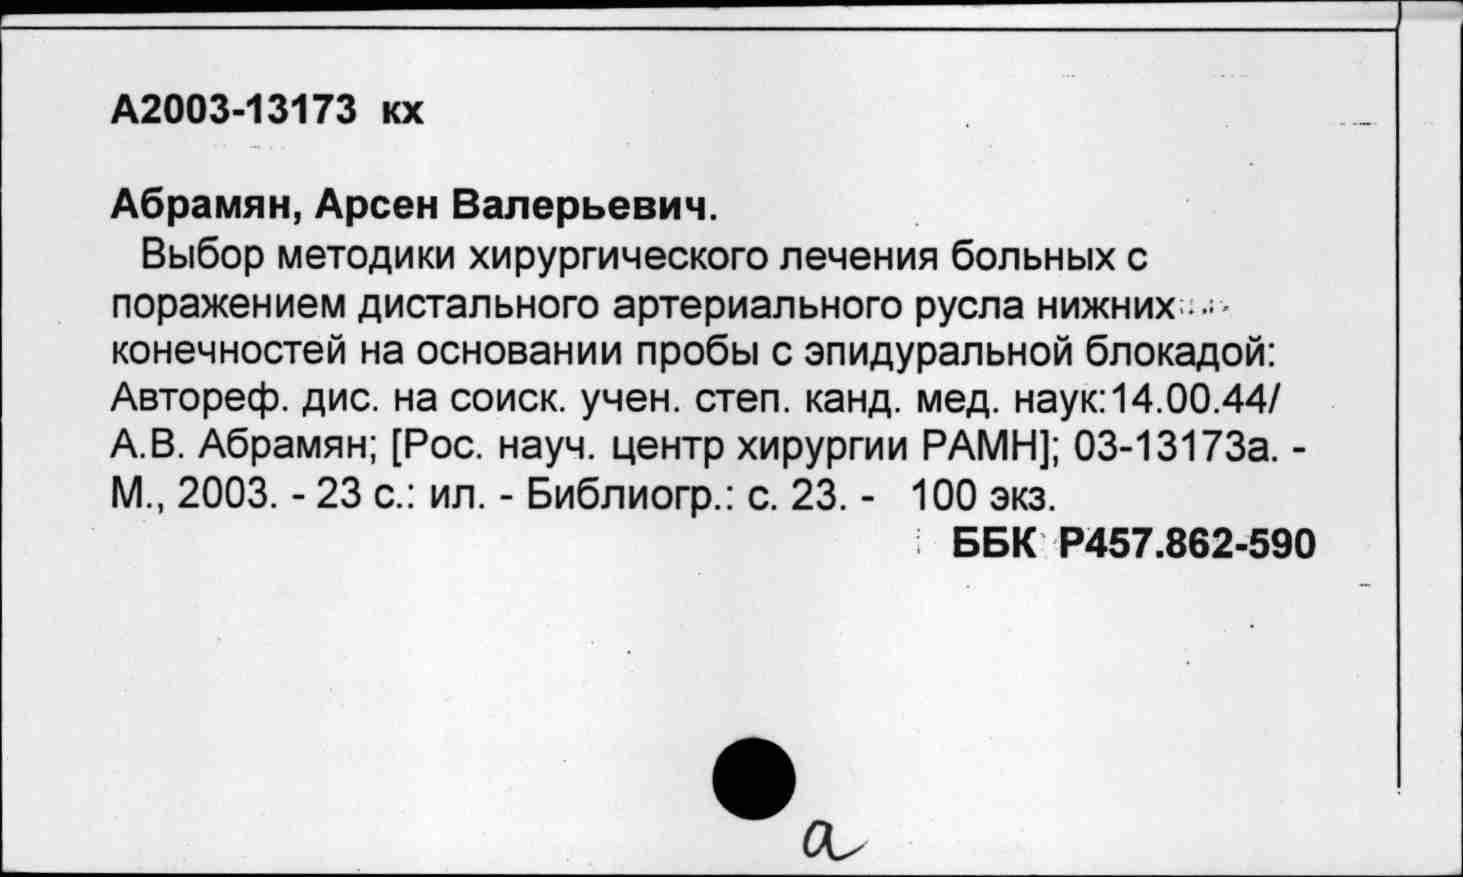 А2003-13173 кх
Абрамян, Арсен Валерьевич.
Выбор методики хирургического лечения больных с
поражением дистального артериального русла нижних
конечностей на основании пробы с эпидуральной блокадой:
Автореф. дис. на соиск. учен. степ. канд. мед. наук:14.00.44/
А.В. Абрамян; [Рос. науч. центр хирургии РАМН]; 03-13173а. -
М., 2003. - 23 с.: ил. - Библиогр.: с. 23. - 100 экз.
ББК Р457.862-590
а